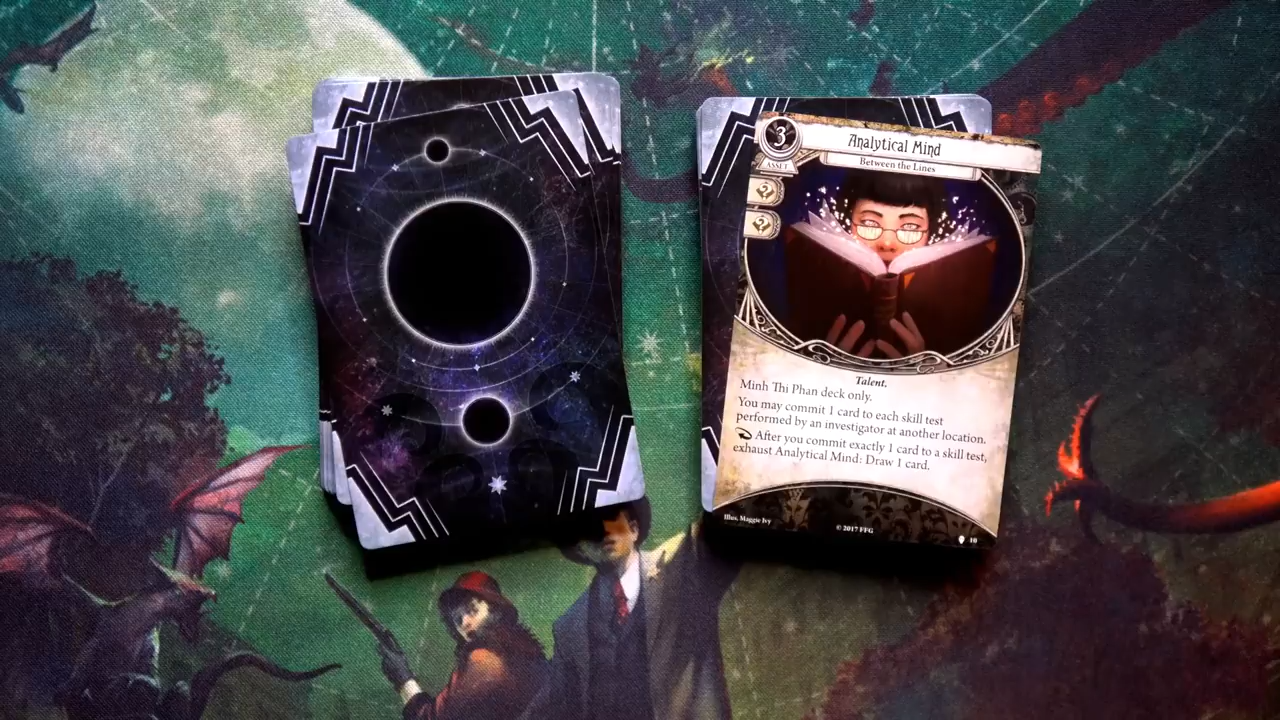 3
Analytical Mind
ASSET
Between the Lines
?
?
Talent.
Minh Thi Phan deck only.
You may commit 1 card to each skill test
performed by an investigator at another location.
After you commit exactly 1 card to a skill test,
exhaust Analytical Mind: Draw 1 card.
Illus. Maggie Ivy
© 2017 FFG
10